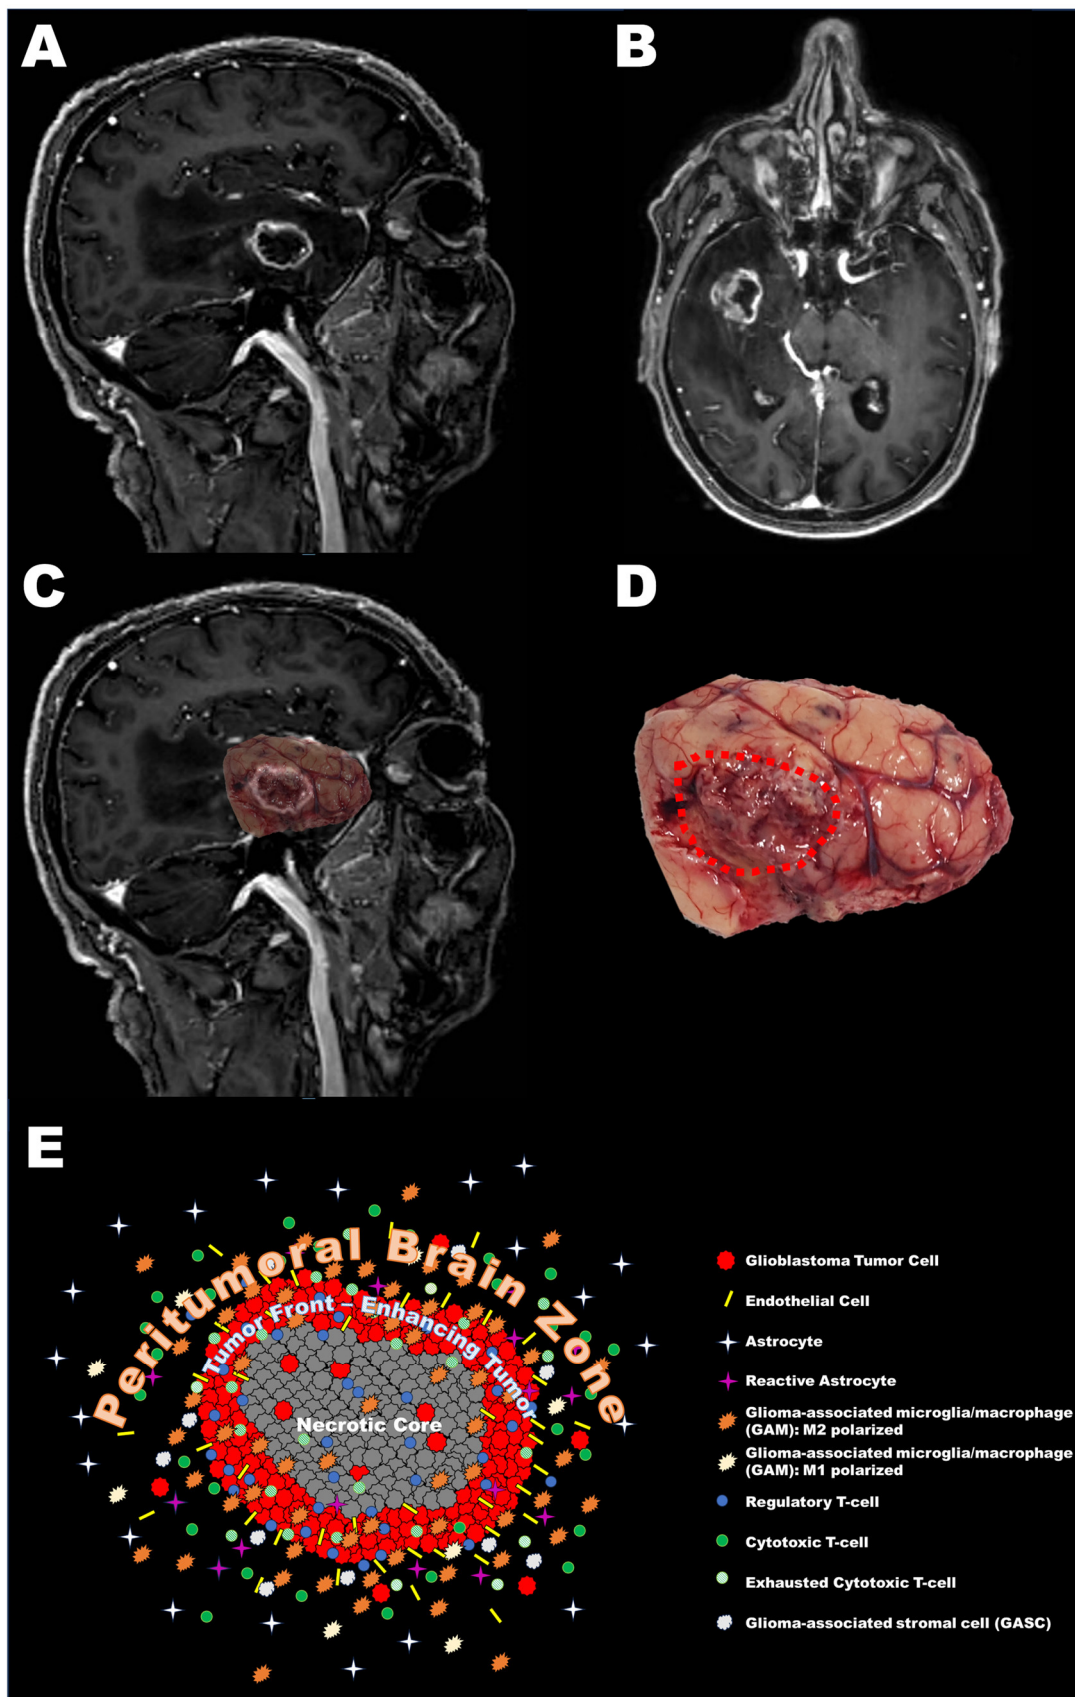 A
B
C
D
E
Peritumoral Brain Zone
Tumor Front – Enhancing Tumor
Necrotic Core
Glioblastoma Tumor Cell
Endothelial Cell
Astrocyte
Reactive Astrocyte
Glioma-associated microglia/macrophage
(GAM): M2 polarized
Glioma-associated microglia/macrophage
(GAM): M1 polarized
Regulatory T-cell
Cytotoxic T-cell
Exhausted Cytotoxic T-cell
Glioma-associated stromal cell (GASC)